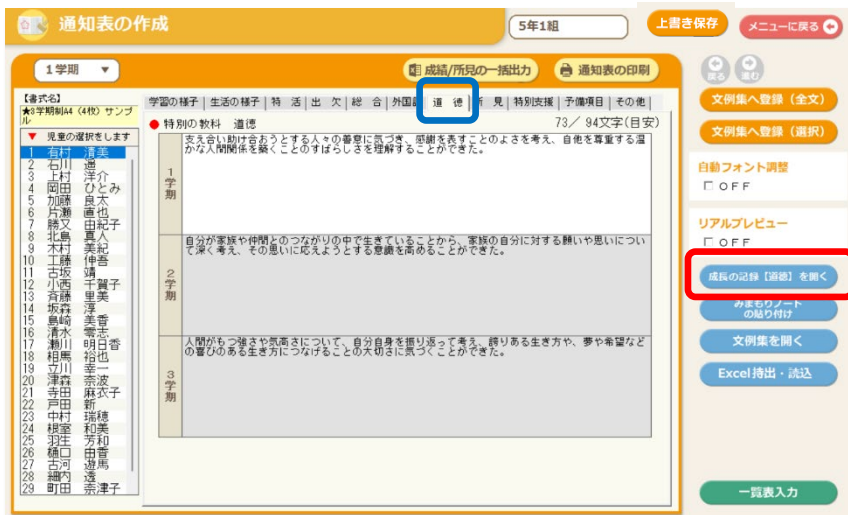 通知表の作成
5年1組
上書き保存
メニューに戻る
1学期 ▼
成績/所見の一括出力
通知表の印刷
戻る 進む
【書式名】
★3学期制A4（4枚）サンプ
ル
▼ 児童の選択をします
1 有村 清美
2 石川 遥
3 上村 洋介
4 岡田 ひとみ
5 加藤 良太
6 片瀬 直也
7 勝又 由紀子
8 北島 真人
9 木村 美紀
10 工藤 伸吾
11 古坂 靖
12 小西 千賀子
13 斉藤 里美
14 坂森 淳
15 島崎 美香
16 清水 零志
17 瀬川 明日香
18 相馬 裕也
19 立川 幸一
20 津森 奈波
21 寺田 麻衣子
22 戸田 新
23 中村 瑞穂
24 根室 和美
25 羽生 芳和
26 樋口 由香
27 古河 遊馬
28 細内 透
29 町田 奈津子
学習の様子 生活の様子 特 活 出 欠 総 合 外国語 道 徳 見 特別支援 予備項目 その他
● 特別の教科 道徳
73／ 94文字(目安)
1学期
支え合い助け合おうとする人々の善意に気づき、感謝を表すことのよさを考え、自他を尊重する温
かな人間関係を築くことのすばらしさを理解することができた。
2学期
自分が家族や仲間とのつながりの中で生きていることから、家族の自分に対する願いや思いについ
て深く考え、その思いに応えようとする意識を高めることができた。
3学期
人間がもつ強さや気高さについて、自分自身を振り返って考え、誇りある生き方や、夢や希望など
の喜びのある生き方につなげることの大切さに気づくことができた。
文例集へ登録（全文）
文例集へ登録（選択）
自動フォント調整
OFF
リアルプレビュー
OFF
成長の記録【道徳】を開く
みまもりノート
の貼り付け
文例集を開く
Excel持出・読込
一覧表入力